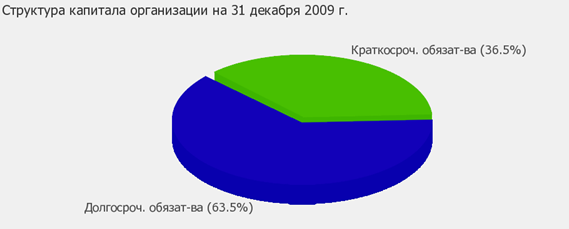 Структура капитала организации на 31 декабря 2009 г.
Краткосроч. обязат-ва (36.5%)
Долгосроч. обязат-ва (63.5%)